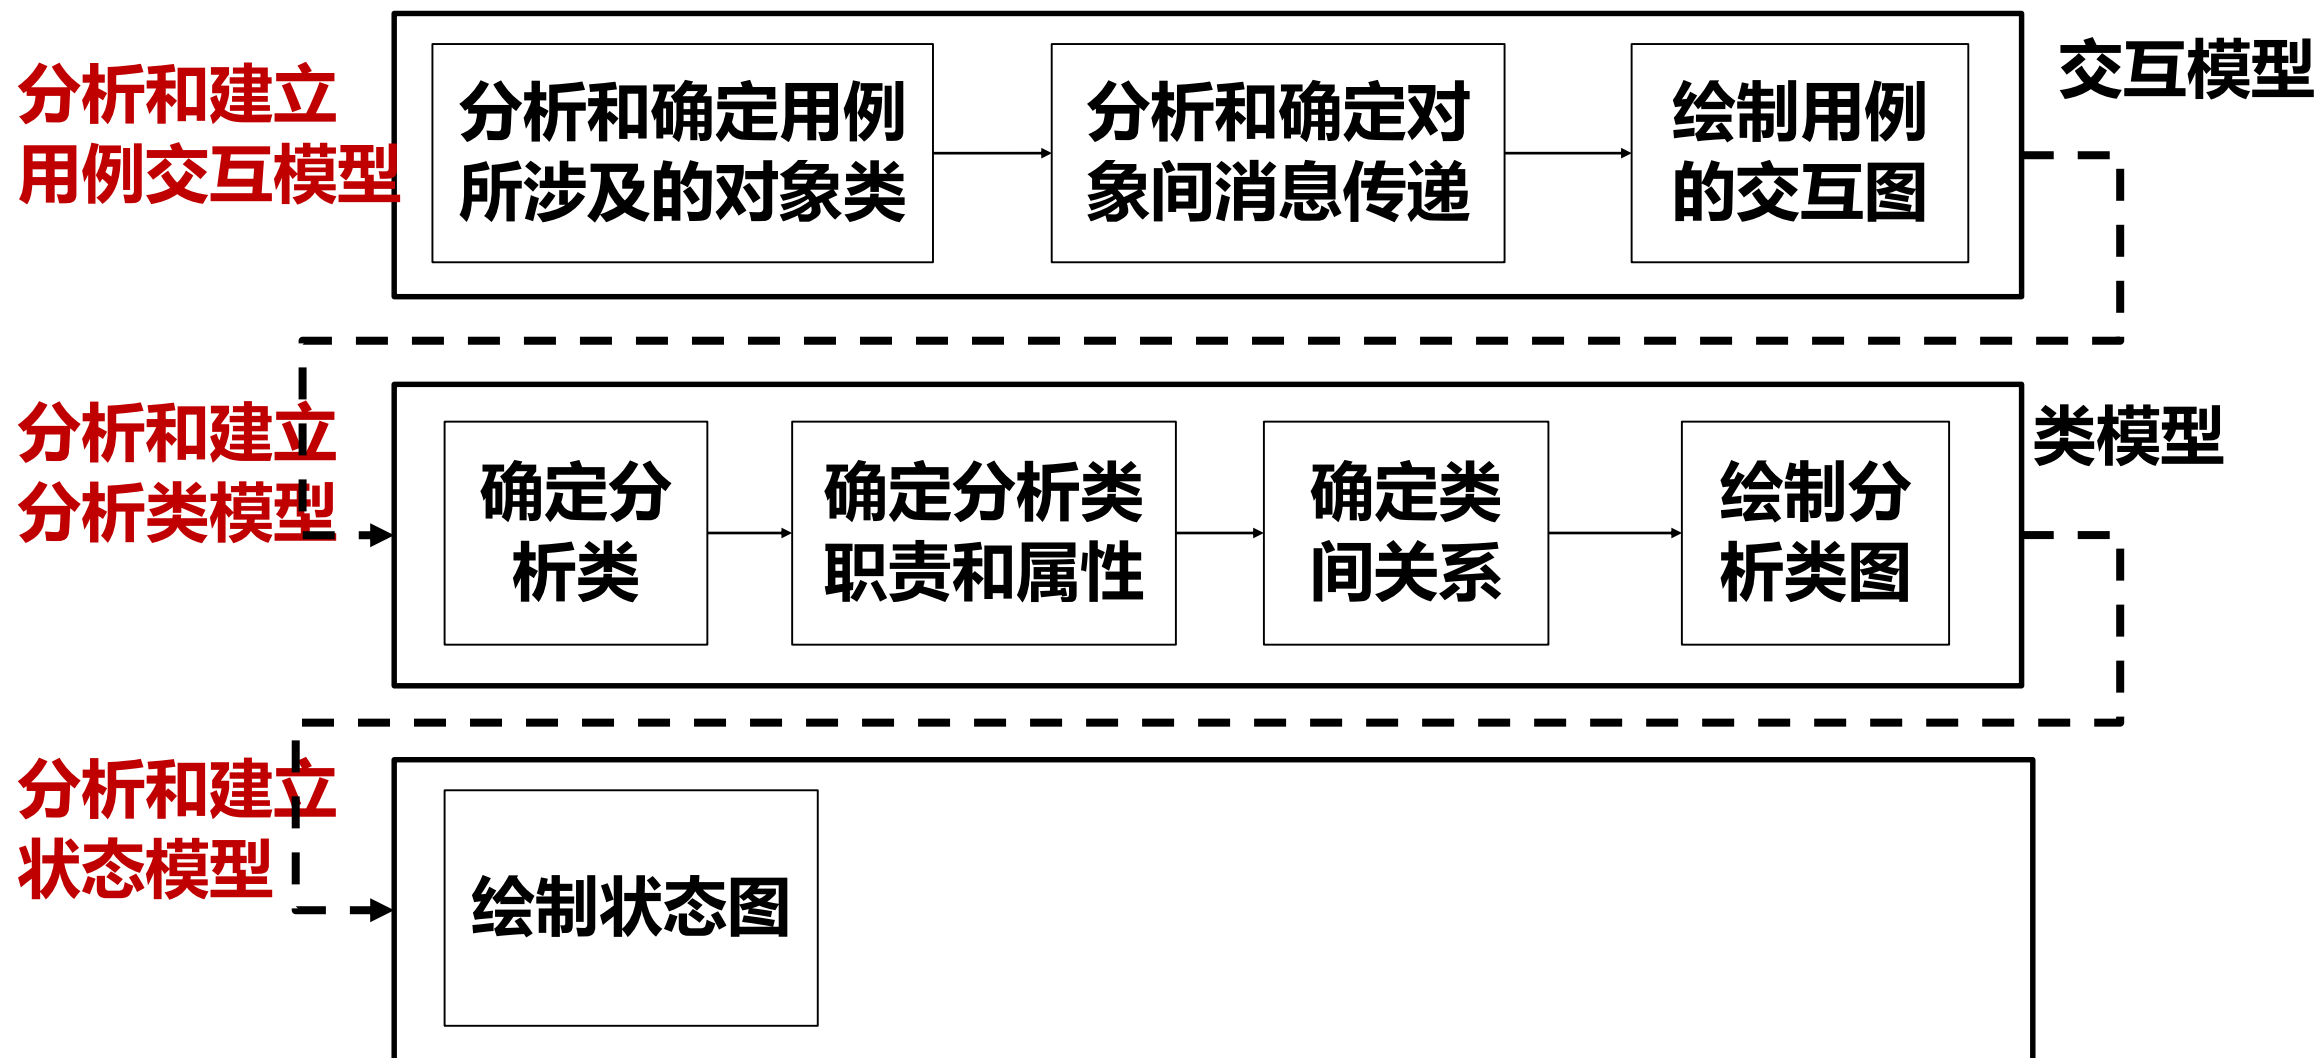 分析和建立
用例交互模型
分析和确定用例
所涉及的对象类
分析和确定对
象间消息传递
绘制用例
的交互图
交互模型
分析和建立
分析类模型
确定分
析类
确定分析类
职责和属性
确定类
间关系
绘制分
析类图
类模型
分析和建立
状态模型
绘制状态图